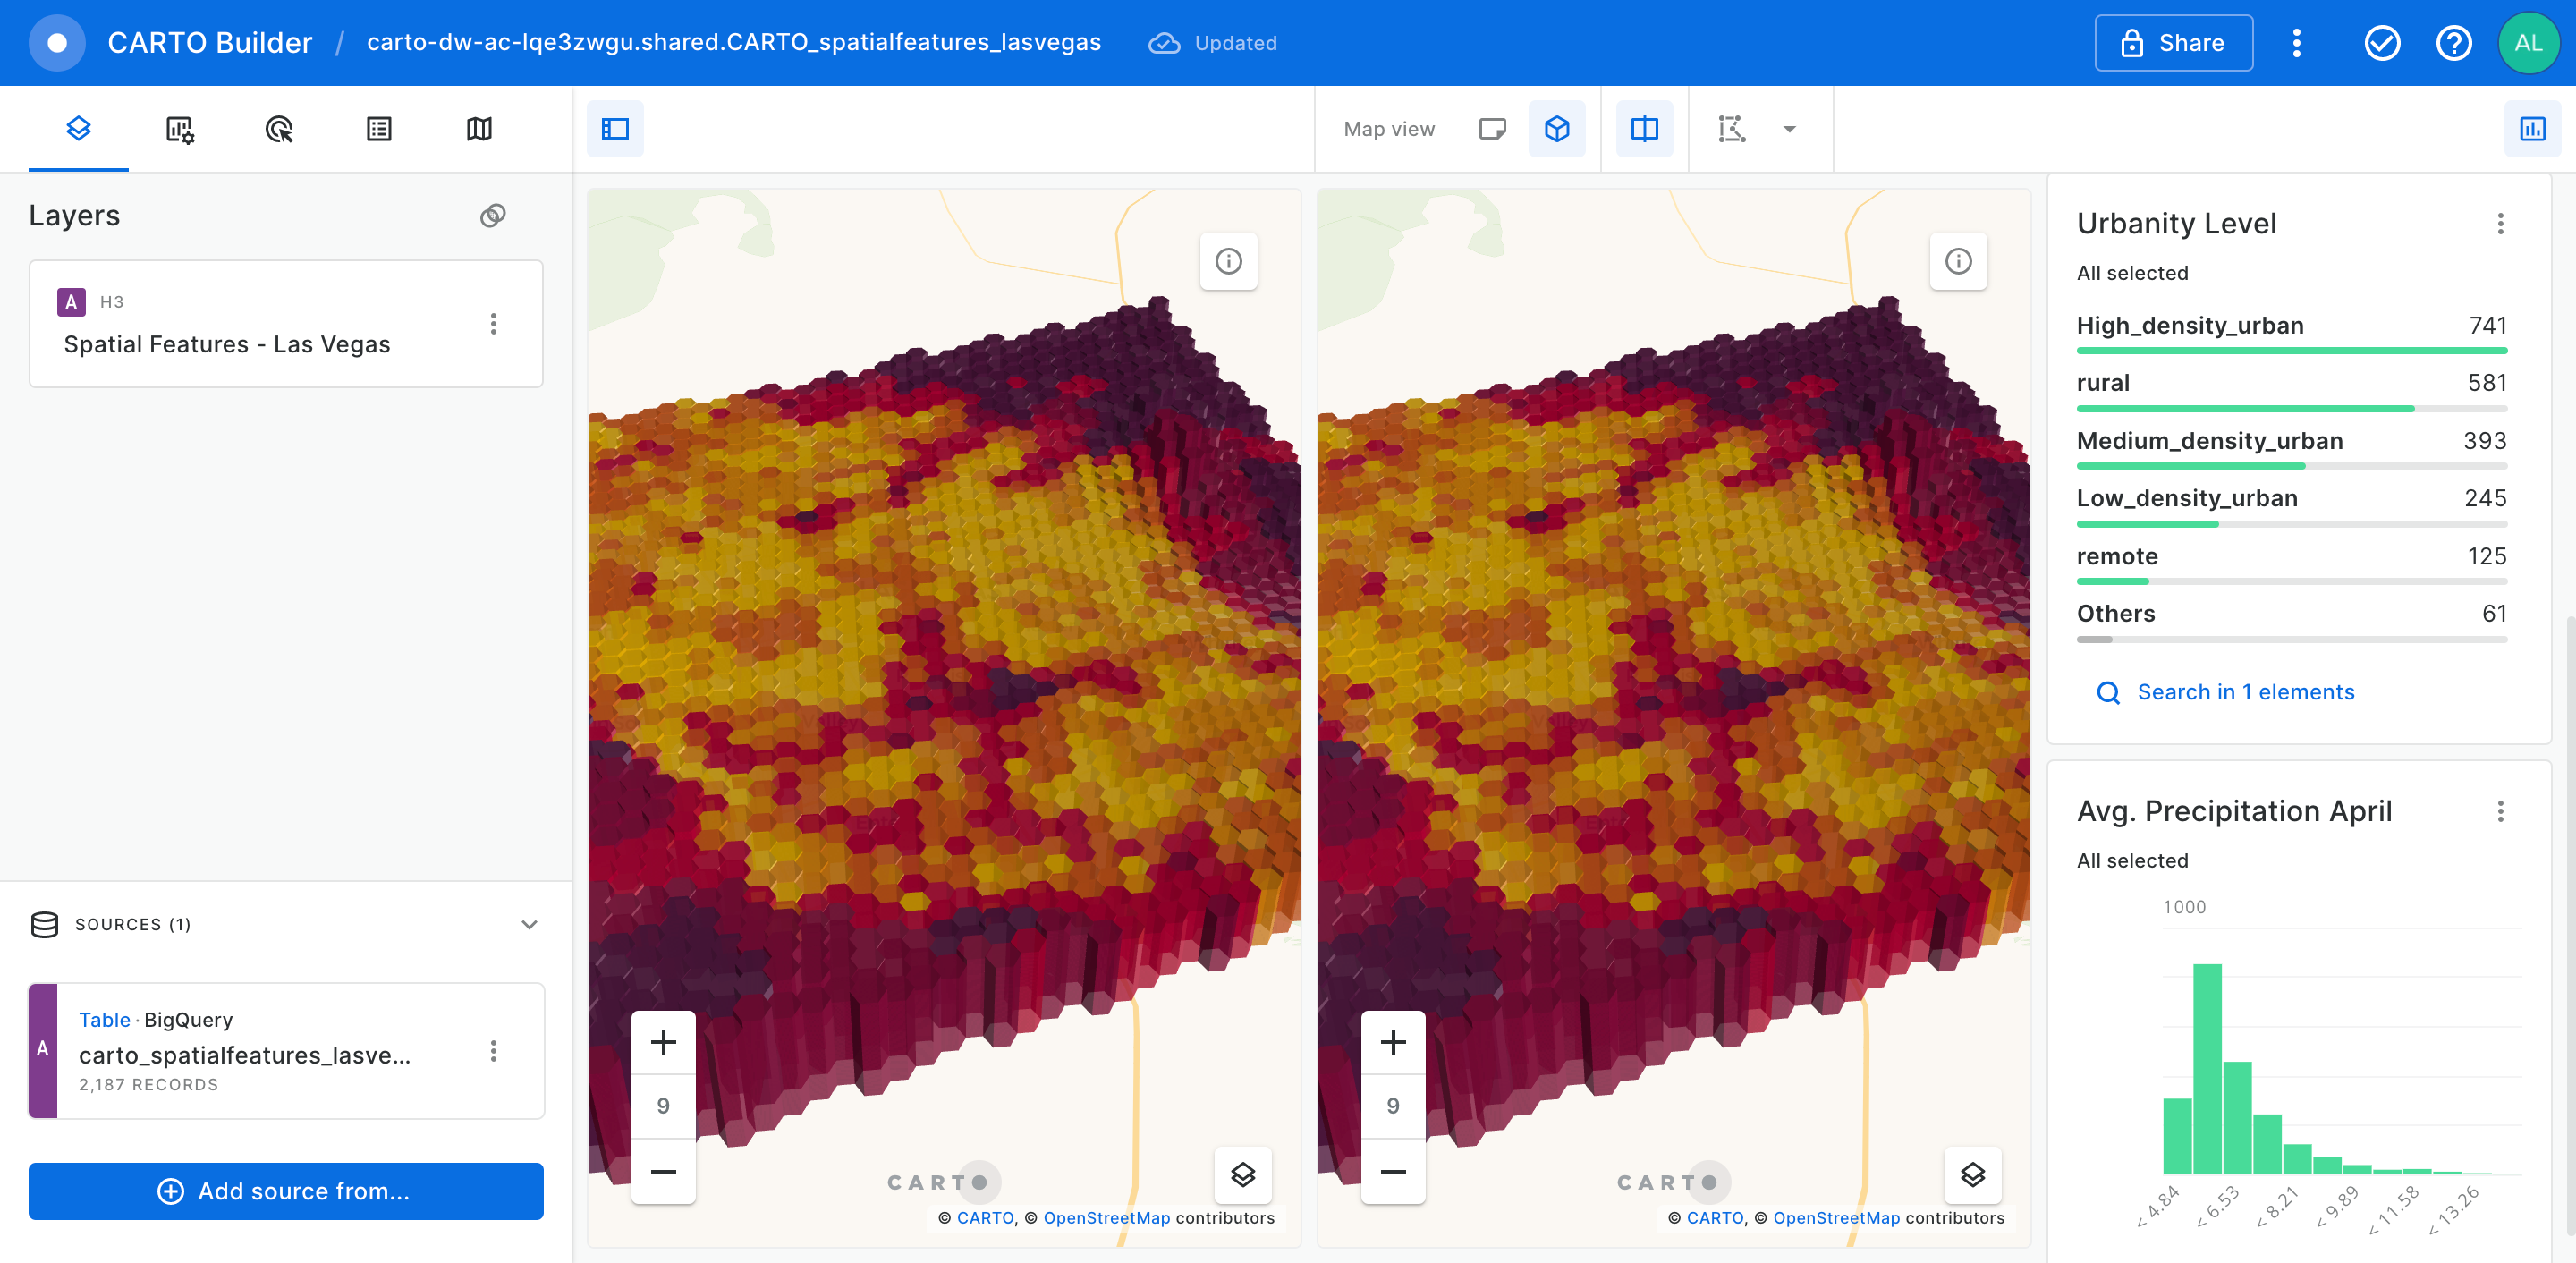 CARTO Builder / carto-dw-ac-lqe3zwgu.shared.CARTO_spatialfeatures_lasvegas Updated
Share
AL
Map view
Layers
A H3
Spatial Features - Las Vegas
SOURCES (1)
A
Table · BigQuery
carto_spatialfeatures_lasve...
2,187 RECORDS
Add source from...
9
CARTO
© CARTO, © OpenStreetMap contributors
9
CARTO
© CARTO, © OpenStreetMap contributors
Urbanity Level
All selected
High_density_urban 741
rural 581
Medium_density_urban 393
Low_density_urban 245
remote 125
Others 61
Search in 1 elements
Avg. Precipitation April
All selected
1000
< 4.84
< 6.53
< 8.21
< 9.89
< 11.58
< 13.26